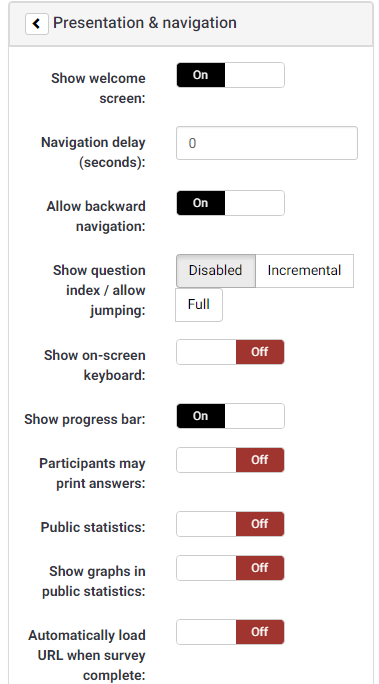 Presentation & navigation
Show welcome
screen:
On
Navigation delay
(seconds):
0
Allow backward
navigation:
On
Show question
index / allow
jumping:
Disabled
Incremental
Full
Show on-screen
keyboard:
Off
Show progress bar:
On
Participants may
print answers:
Off
Public statistics:
Off
Show graphs in
public statistics:
Off
Automatically load
URL when survey
complete:
Off